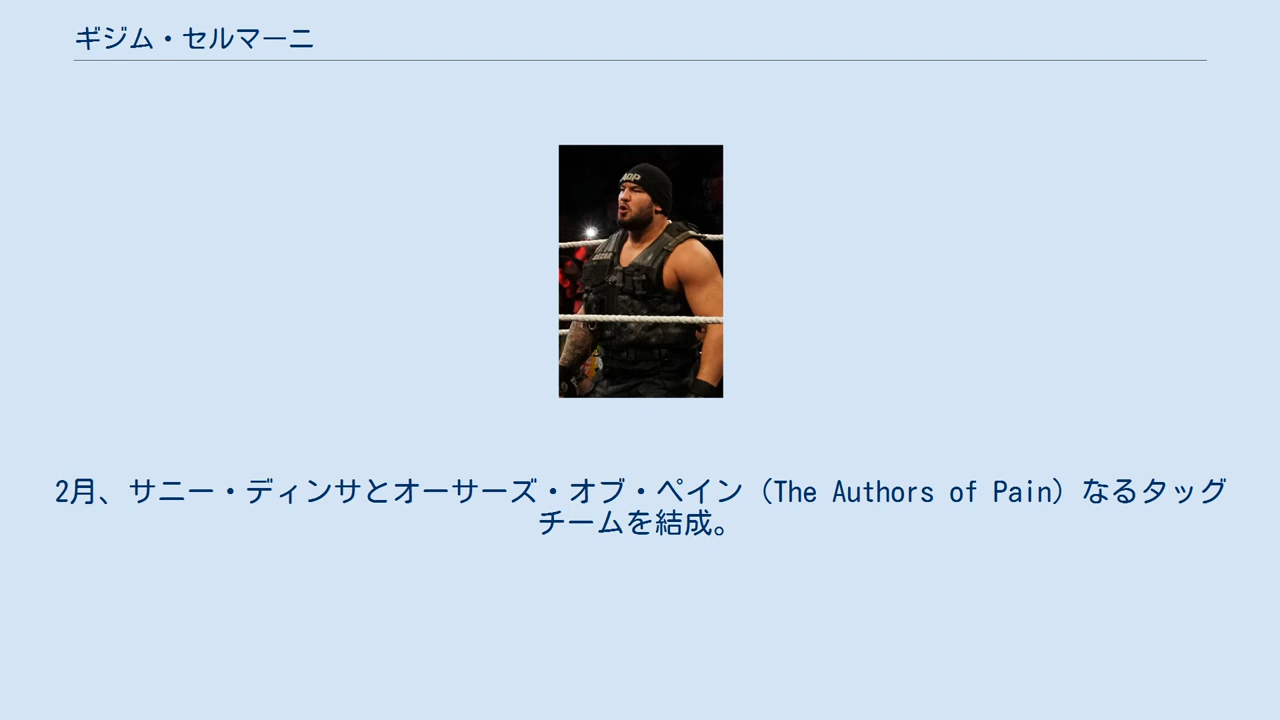 ギジム・セルマーニ
AOP
2月、サニー・ディンサとオーサーズ・オブ・ペイン（The Authors of Pain）なるタッグ
チームを結成。